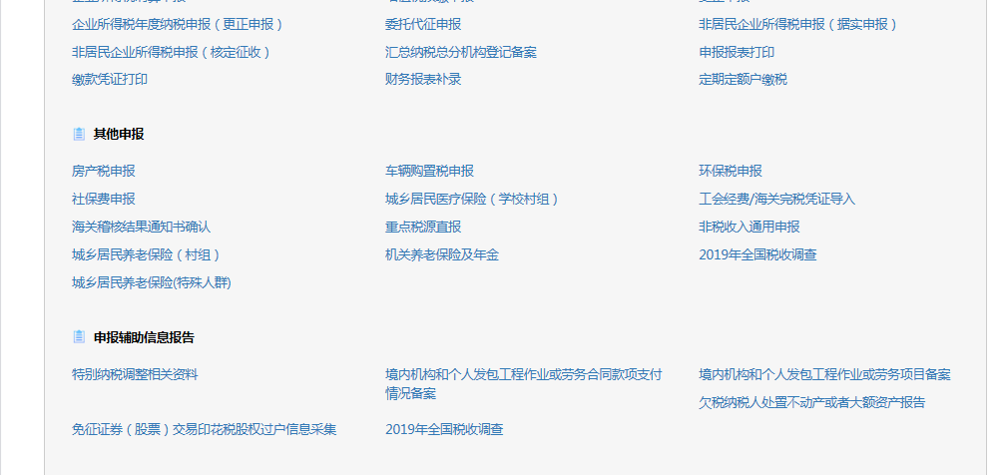 企业所得税年度纳税申报（更正申报）
委托代征申报
非居民企业所得税申报（据实申报）
非居民企业所得税申报（核定征收）
汇总纳税总分机构登记备案
申报报表打印
缴款凭证打印
财务报表补录
定期定额户缴税
其他申报
房产税申报
车辆购置税申报
环保税申报
社保费申报
城乡居民医疗保险（学校村组）
工会经费/海关完税凭证导入
海关稽核结果通知书确认
重点税源直报
非税收入通用申报
城乡居民养老保险（村组）
机关养老保险及年金
2019年全国税收调查
城乡居民养老保险(特殊人群)
申报辅助信息报告
特别纳税调整相关资料
境内机构和个人发包工程作业或劳务合同款项支付
情况备案
境内机构和个人发包工程作业或劳务项目备案
欠税纳税人处置不动产或者大额资产报告
免征证券（股票）交易印花税股权过户信息采集
2019年全国税收调查